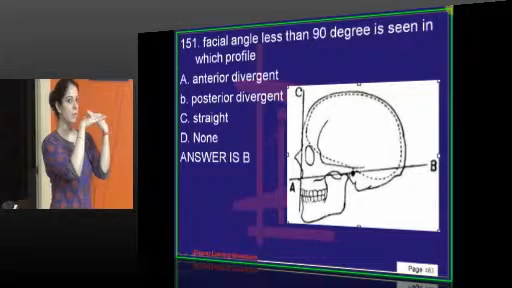 151. facial angle less than 90 degree is seen in
which profile
A. anterior divergent
b. posterior divergent
C. straight
D. None
ANSWER IS B
C
A
B
Page 183